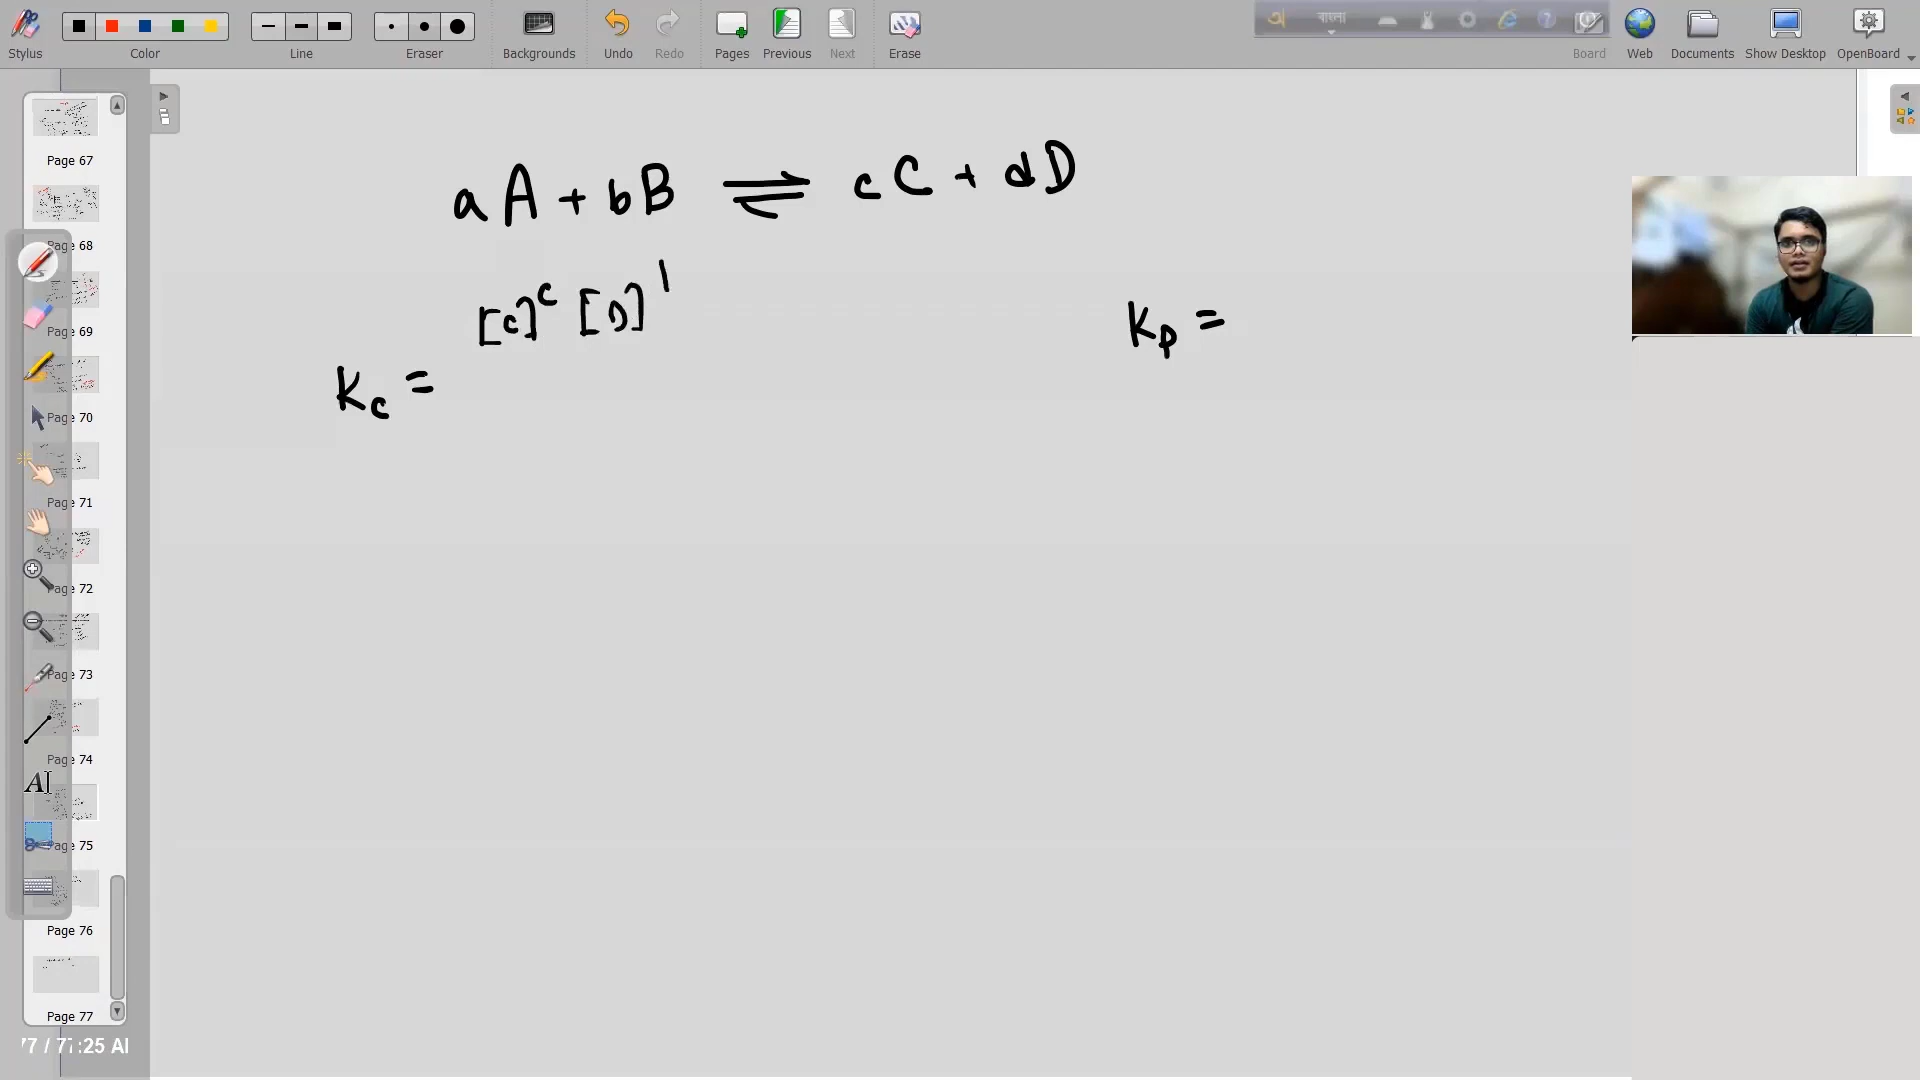 Stylus Color Line Eraser Backgrounds Undo Redo Pages Previous Next Erase বাংলা Board Web Documents Show Desktop OpenBoard
aA + bB ⇌ cC + dD
[C]^c [D]^l
Kp =
Kc =
Page 67
Page 68
Page 69
Page 70
Page 71
Page 72
Page 73
Page 74
Page 75
Page 76
Page 77